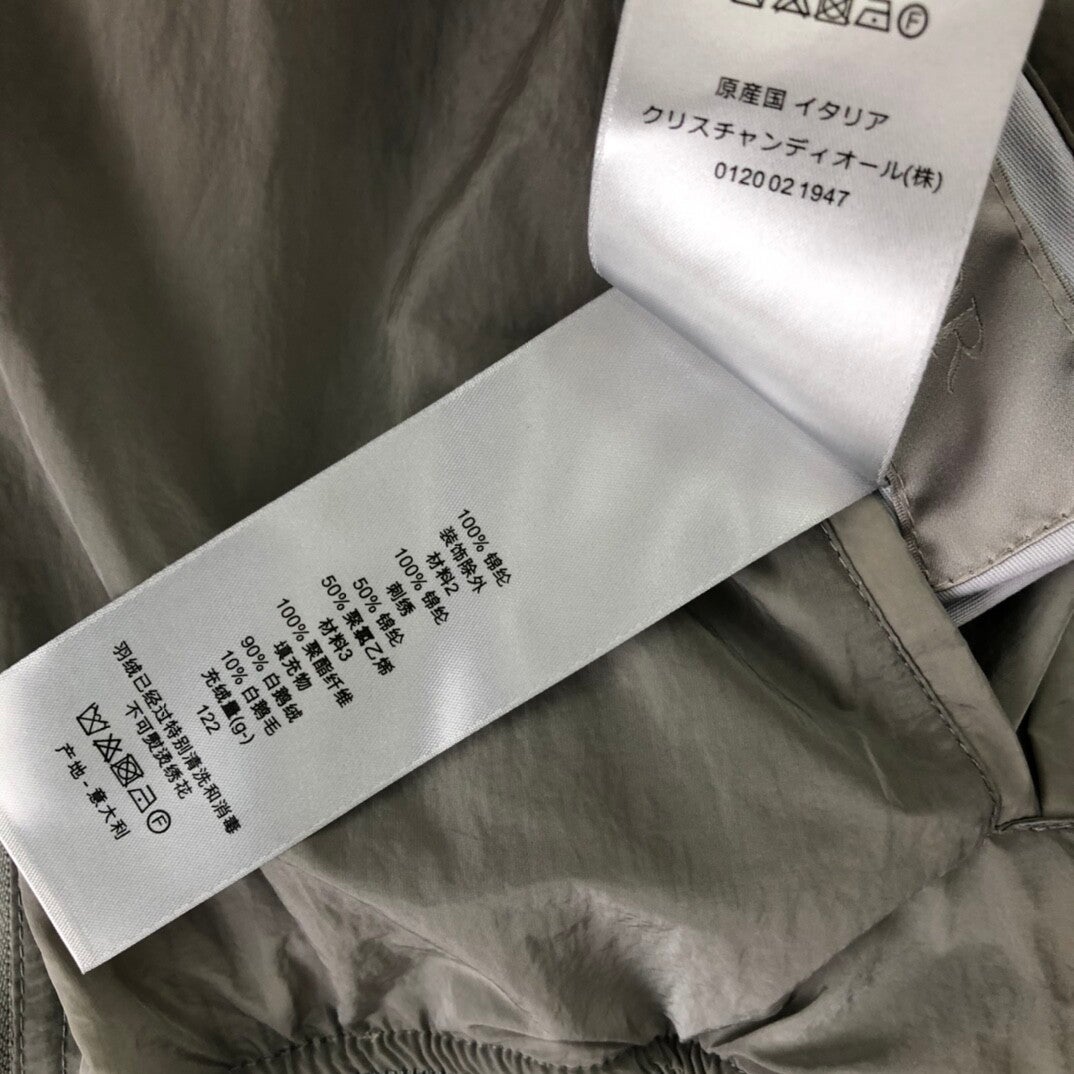 原産国 イタリア
クリスチャンディオール(株)
0120 02 1947
R
100% 锦纶
装饰除外
材料2
100% 锦纶
刺绣
50% 锦纶
50% 聚氯乙烯
材料3
100% 聚酯纤维
填充物
90% 白鹅绒
10% 白鹅毛
充绒量(g-)
122
羽绒已经过特别清洗和消毒
不可熨烫绣花
F
产地 - 意大利